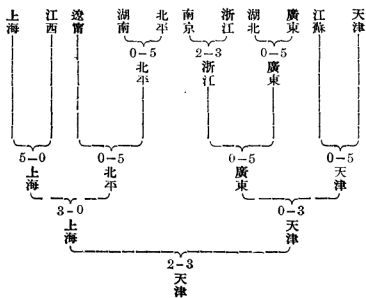 上海 江西 遼甯 湖南 北平 南京 浙江 湖北 廣東 江蘇 天津
0-5 2-3 0-5
北平 浙江 廣東
5-0 0-5 0-5 0-5
上海 北平 廣東 天津
3-0 0-3
上海 天津
2-3
天津